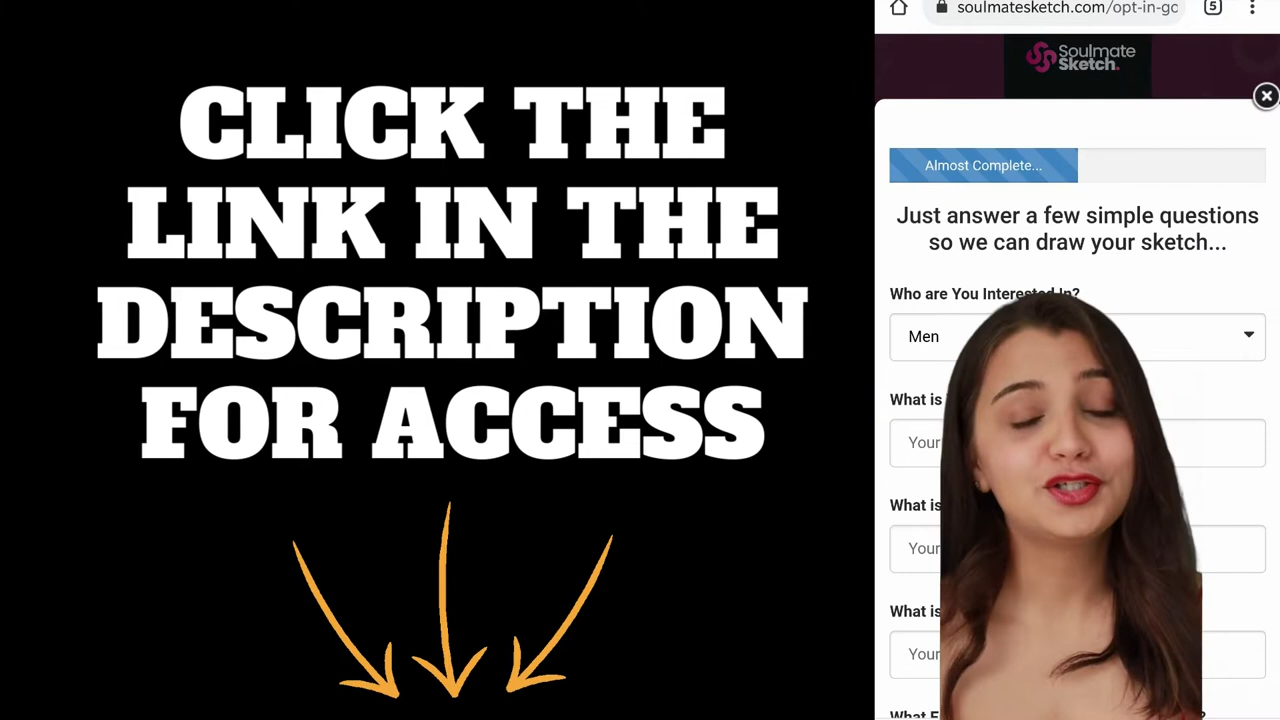 CLICK THE
LINK IN THE
DESCRIPTION
FOR ACCESS
soulmatesketch.com/opt-in-gc
5
Soulmate
Sketch.
Almost Complete...
Just answer a few simple questions
so we can draw your sketch...
Who are You Interested In?
Men
What is
Your
What is
Your
What is
Your